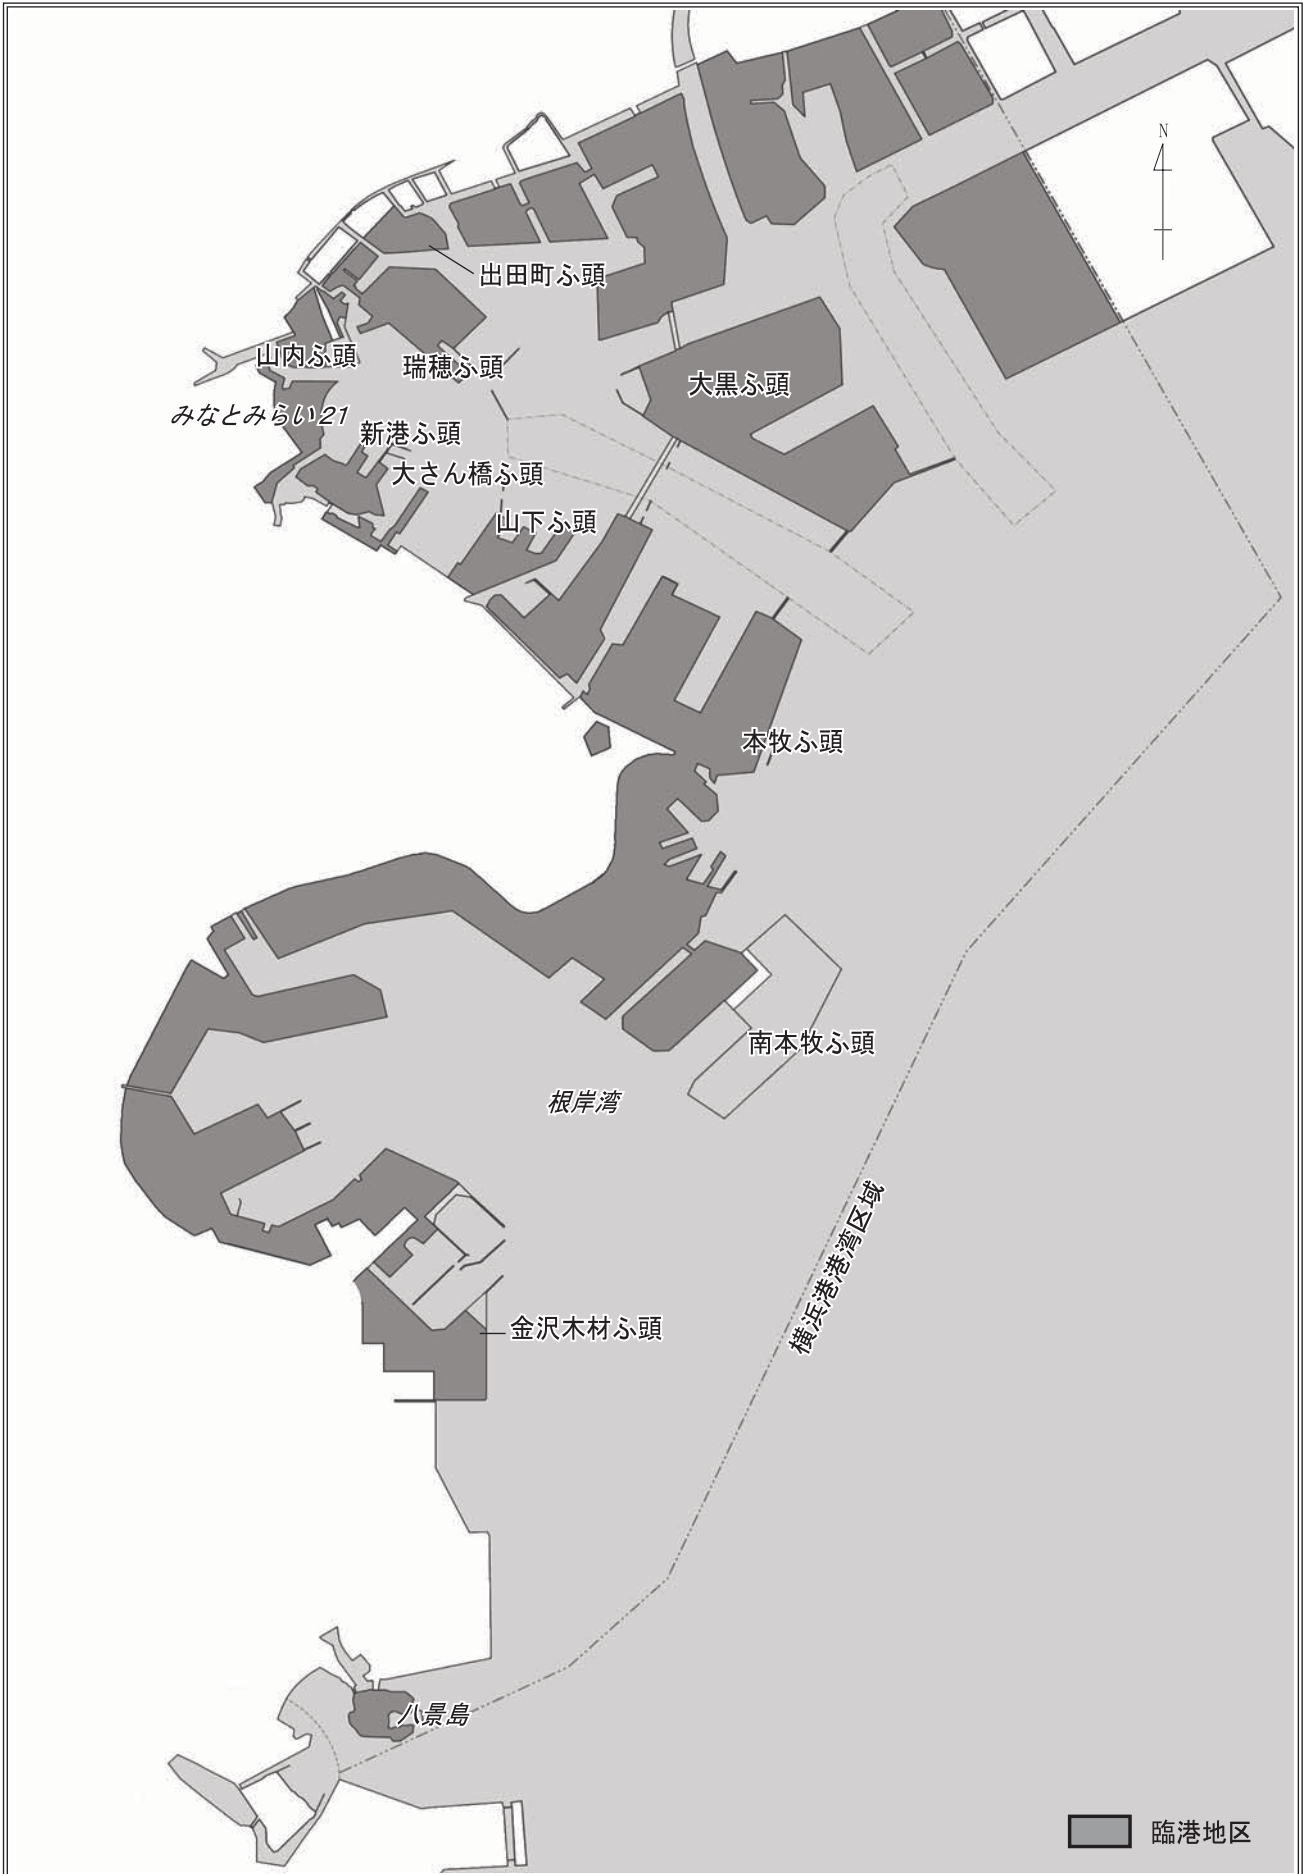 N
出田町ふ頭
山内ふ頭
瑞穂ふ頭
大黒ふ頭
みなとみらい21
新港ふ頭
大さん橋ふ頭
山下ふ頭
本牧ふ頭
南本牧ふ頭
根岸湾
横浜港港湾区域
金沢木材ふ頭
八景島
臨港地区